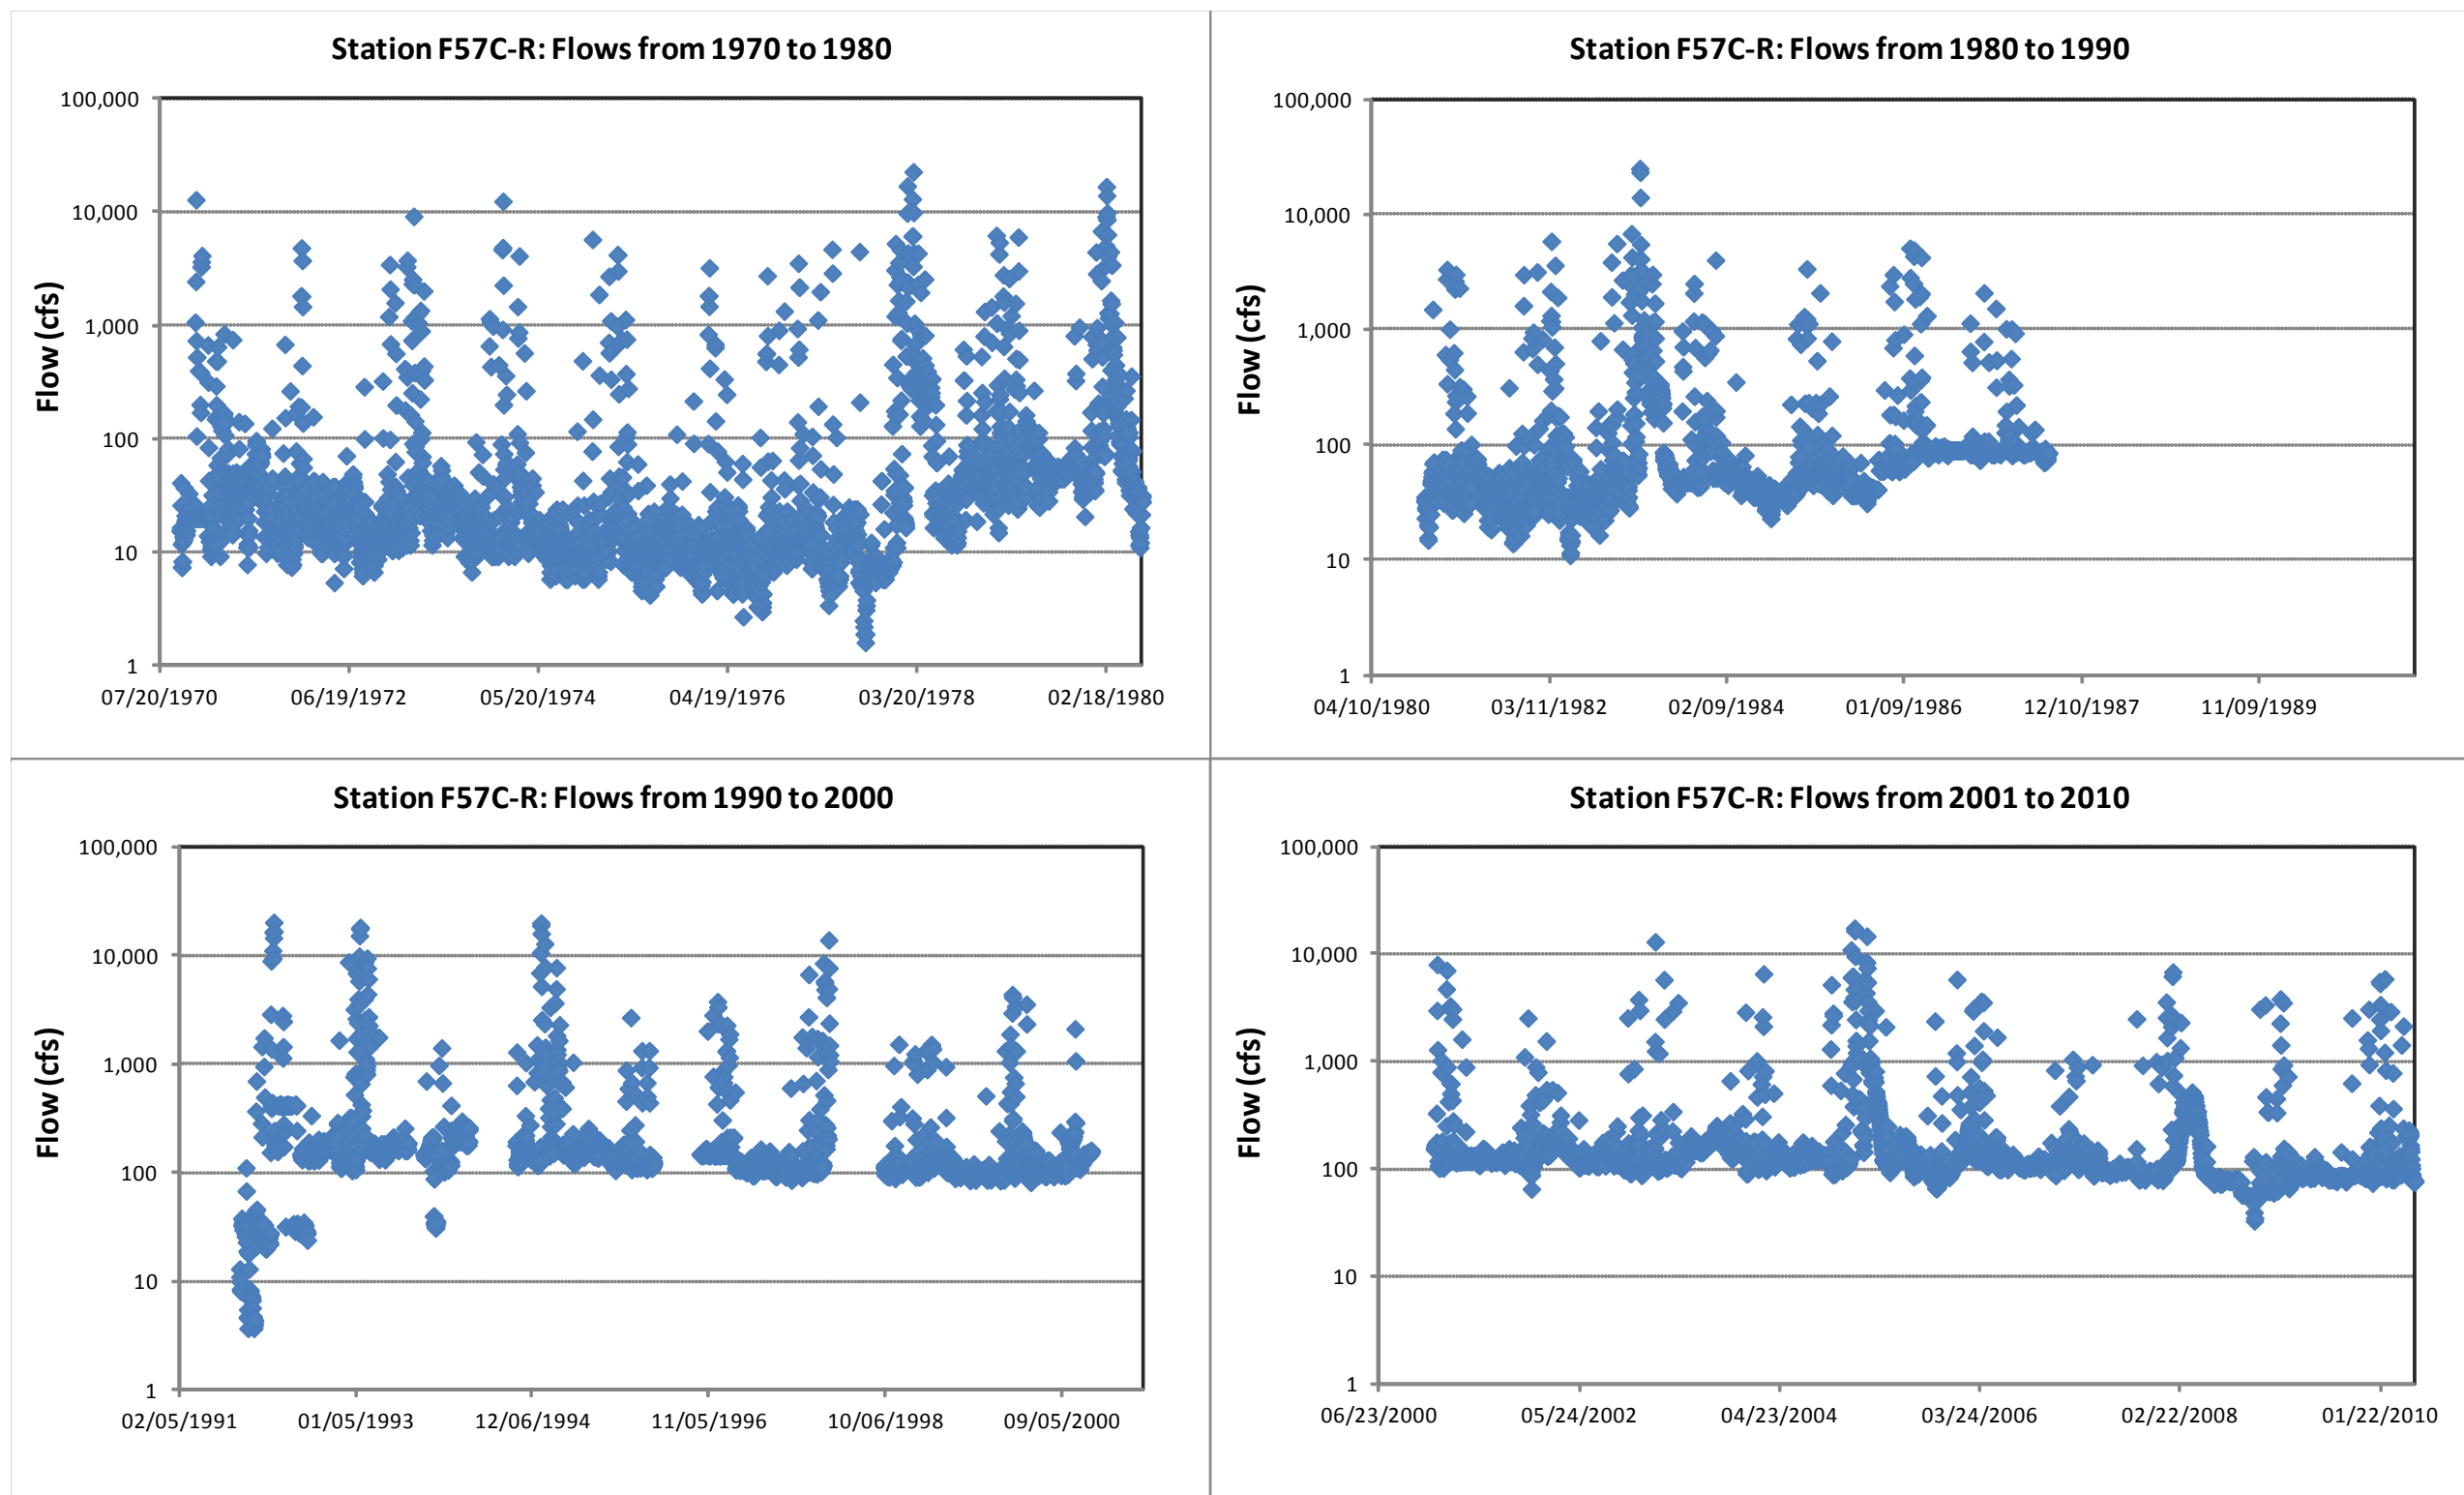 Station F57C-R: Flows from 1970 to 1980
100,000
10,000
1,000
100
10
1
Flow (cfs)
07/20/1970 06/19/1972 05/20/1974 04/19/1976 03/20/1978 02/18/1980
Station F57C-R: Flows from 1980 to 1990
100,000
10,000
1,000
100
10
1
Flow (cfs)
04/10/1980 03/11/1982 02/09/1984 01/09/1986 12/10/1987 11/09/1989
Station F57C-R: Flows from 1990 to 2000
100,000
10,000
1,000
100
10
1
Flow (cfs)
02/05/1991 01/05/1993 12/06/1994 11/05/1996 10/06/1998 09/05/2000
Station F57C-R: Flows from 2001 to 2010
100,000
10,000
1,000
100
10
1
Flow (cfs)
06/23/2000 05/24/2002 04/23/2004 03/24/2006 02/22/2008 01/22/2010